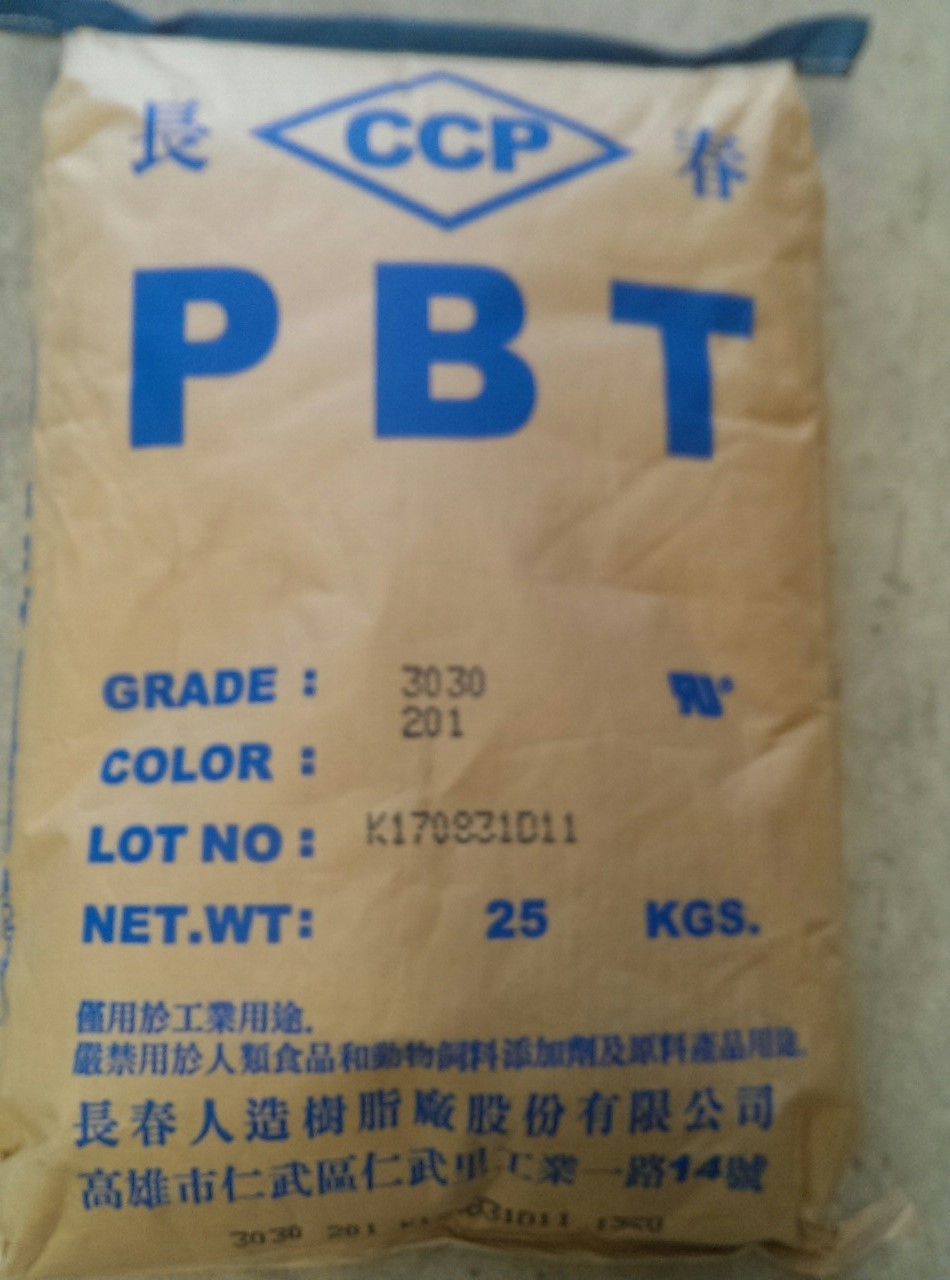 長 CCP 春
PBT
GRADE : 3030
201
COLOR :
LOT NO : K170831D11
NET.WT: 25 KGS.
僅用於工業用途.
嚴禁用於人類食品和動物飼料添加劑及原料產品用途.
長春人造樹脂廠股份有限公司
高雄市仁武區仁武里工業一路14號
3030 201